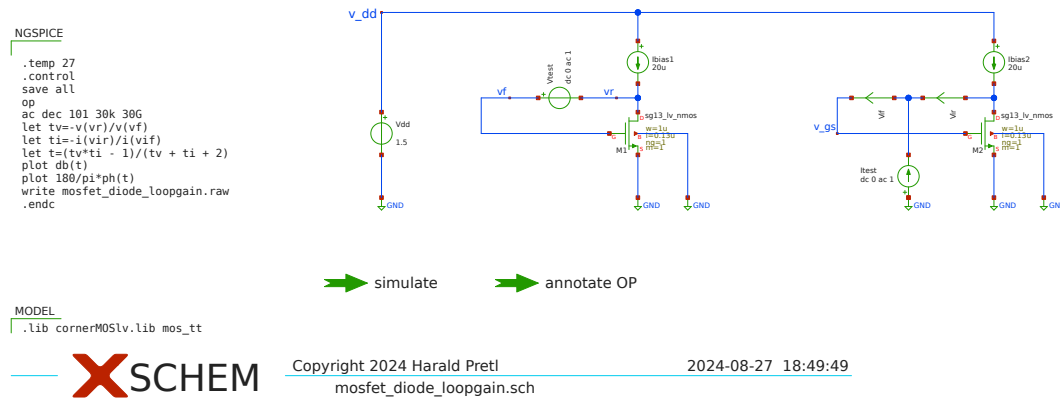 NGSPICE
.temp 27
.control
save all
op
ac dec 101 30k 30G
let tv=-v(vr)/v(vf)
let ti=-i(vir)/i(vif)
let t=(tv*ti - 1)/(tv + ti + 2)
plot db(t)
plot 180/pi*ph(t)
write mosfet_diode_loopgain.raw
.endc
v_dd
Vdd
1.5
GND
vf
Vtest
dc 0 ac 1
vr
Ibias1
20u
sg13_lv_nmos
w=1u
l=0.13u
ng=1
m=1
D
G
B
S
M1
GND
GND
v_gs
Vif
Vir
Itest
dc 0 ac 1
GND
Ibias2
20u
sg13_lv_nmos
w=1u
l=0.13u
ng=1
m=1
D
G
B
S
M2
GND
GN
simulate
annotate OP
MODEL
.lib cornerMOSlv.lib mos_tt
XSCHEM
Copyright 2024 Harald Pretl
2024-08-27 18:49:49
mosfet_diode_loopgain.sch